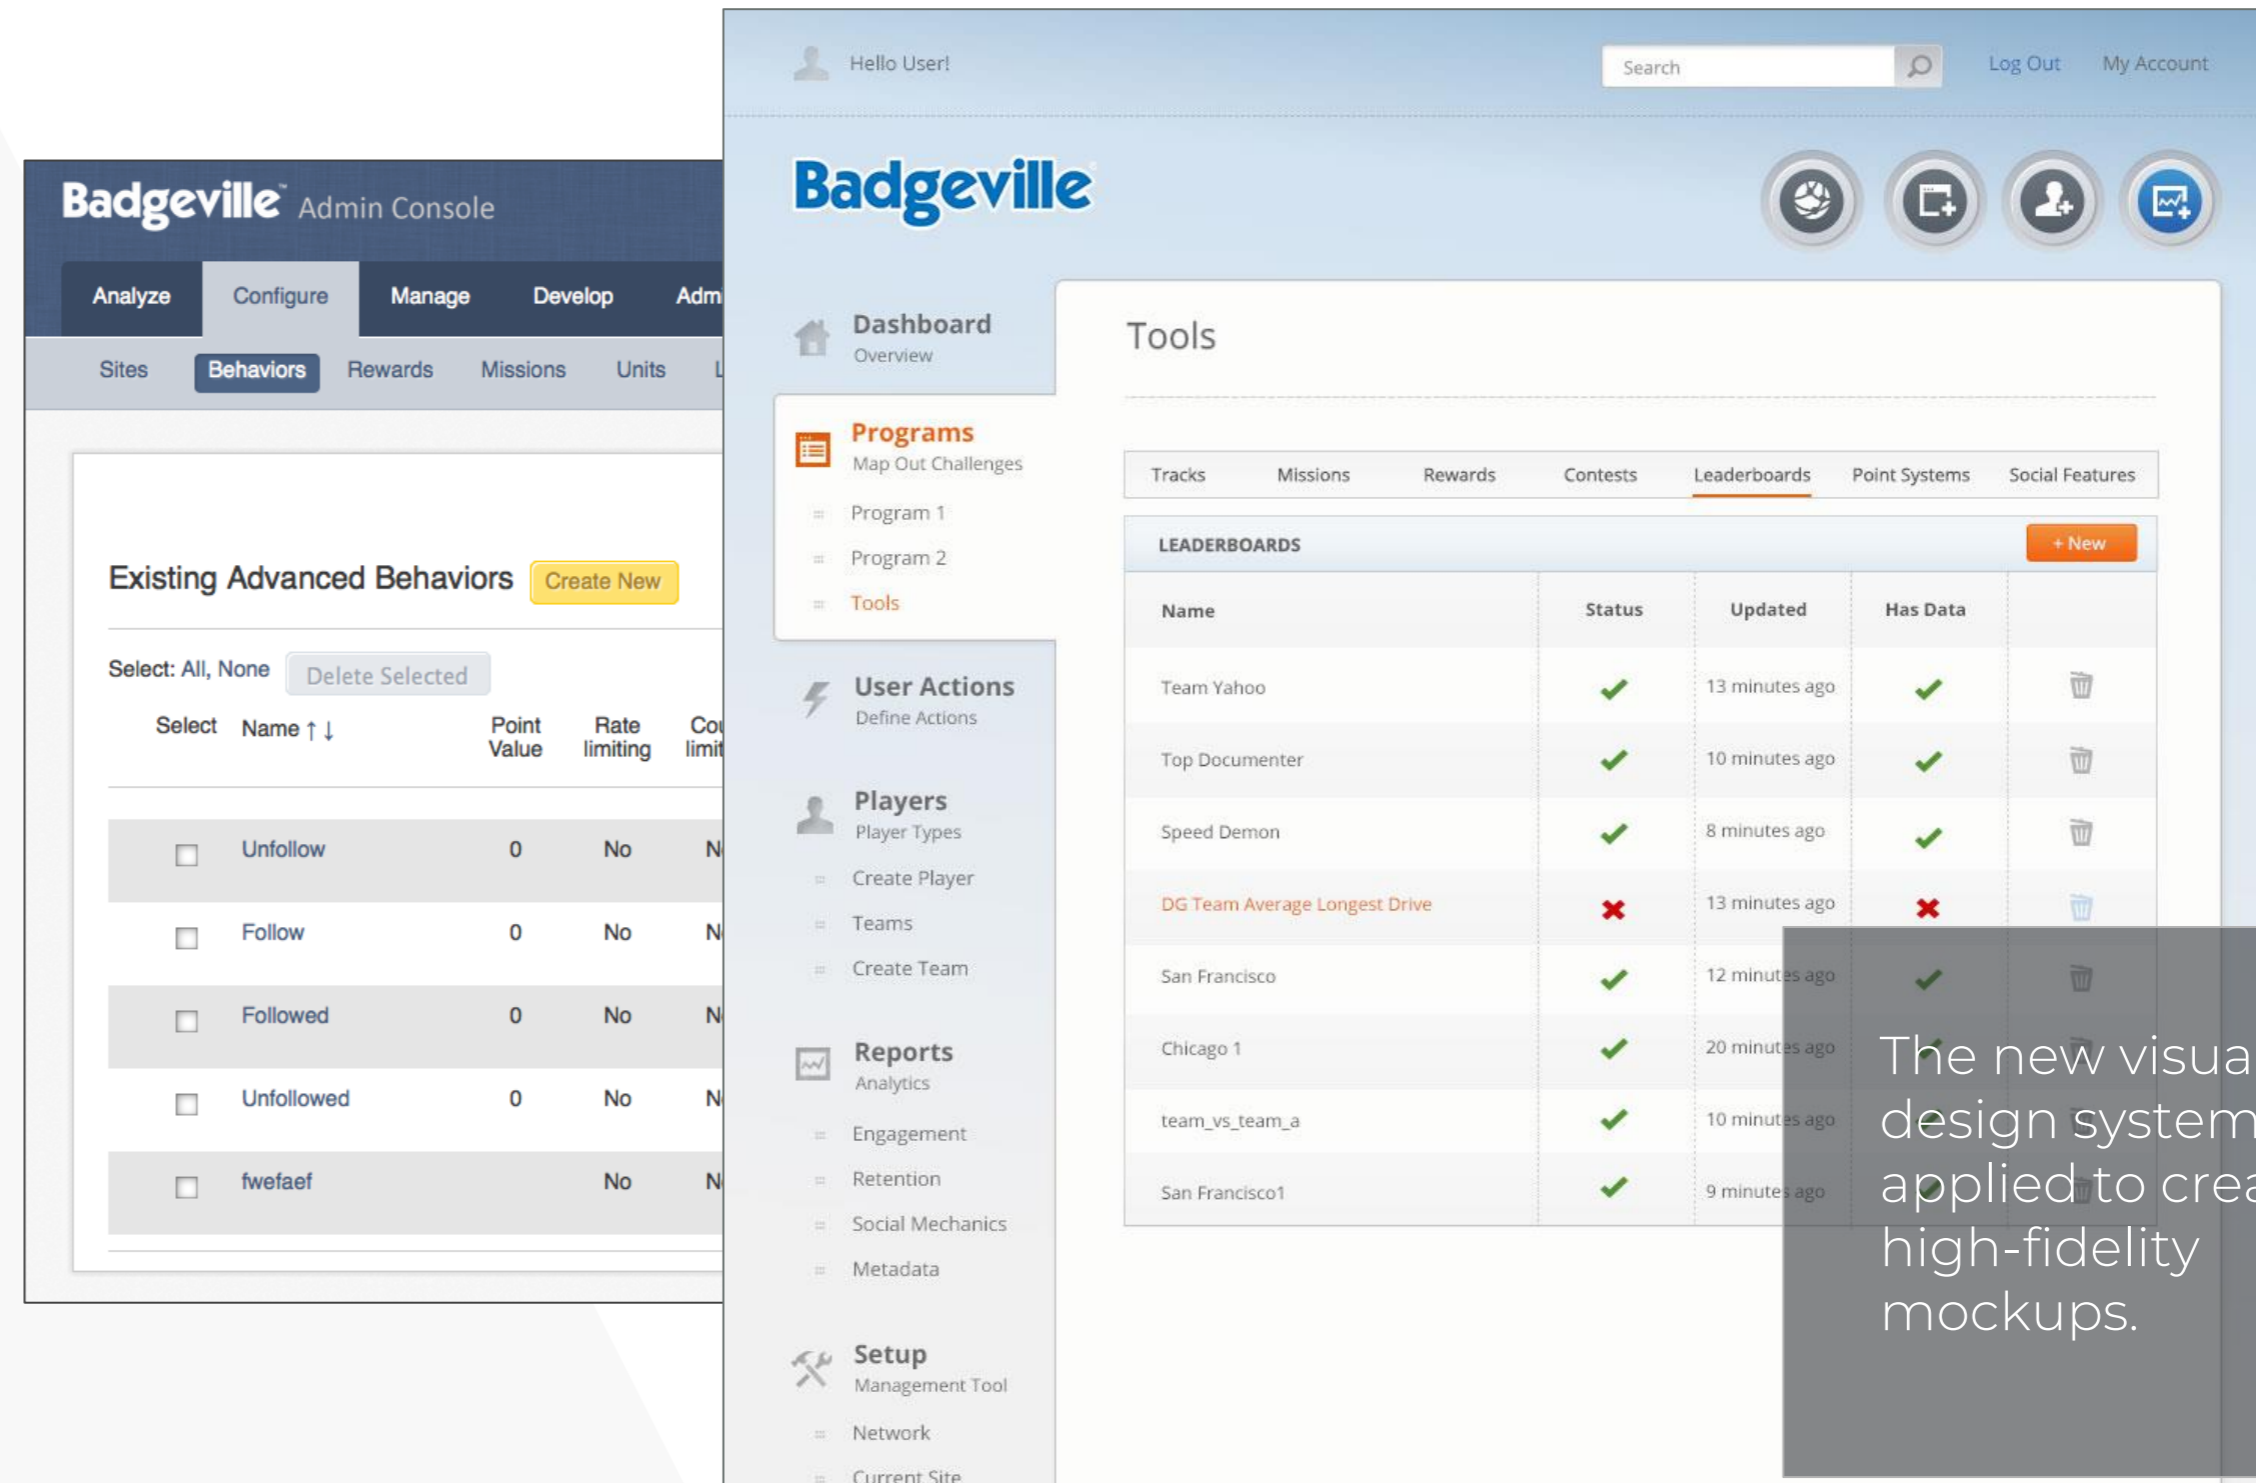 Badgeville™ Admin Console
Analyze Configure Manage Develop
Sites Behaviors Rewards Missions Units
Existing Advanced Behaviors Create New
Select: All, None Delete Selected
Select Name ↑↓ Point Value Rate limiting
Unfollow 0 No
Follow 0 No
Followed 0 No
Unfollowed 0 No
fwefaef No
Hello User!
Search
Log Out My Account
Badgeville
Dashboard
Overview
Programs
Map Out Challenges
Program 1
Program 2
Tools
User Actions
Define Actions
Players
Player Types
Create Player
Teams
Create Team
Reports
Analytics
Engagement
Retention
Social Mechanics
Metadata
Setup
Management Tool
Network
Current Site
Tools
Tracks Missions Rewards Contests Leaderboards Point Systems Social Features
LEADERBOARDS + New
Name Status Updated Has Data
Team Yahoo 13 minutes ago
Top Documenter 10 minutes ago
Speed Demon 8 minutes ago
DG Team Average Longest Drive 13 minutes ago
San Francisco 12 minutes ago
Chicago 1 20 minutes ago
team_vs_team_a 10 minutes ago
San Francisco1 9 minutes ago
The new
design system
applied to
high-fidelity
mockups.